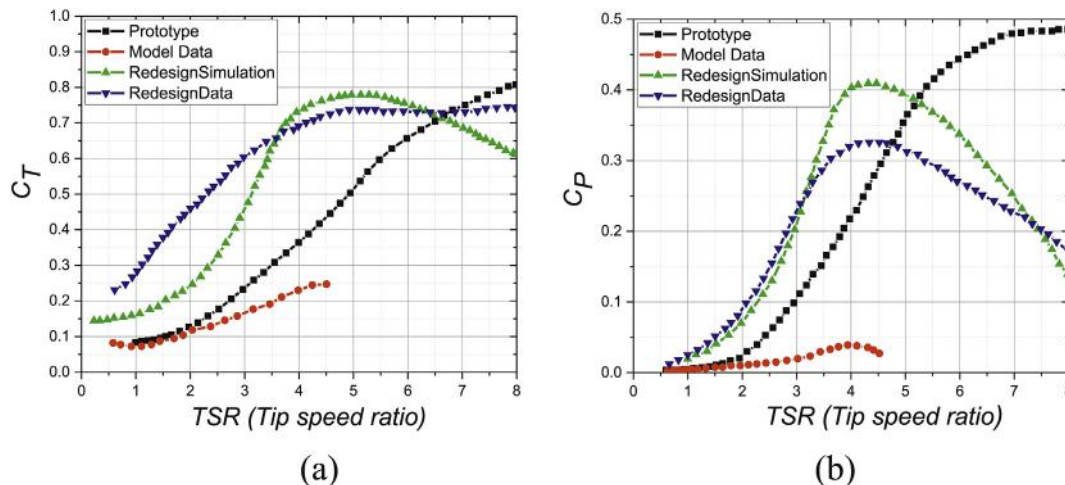 1.0
0.9
0.8
0.7
0.6
0.5
0.4
0.3
0.2
0.1
0.0
C_T
Prototype
Model Data
RedesignSimulation
RedesignData
0 1 2 3 4 5 6 7 8
TSR (Tip speed ratio)
(a)
0.5
0.4
0.3
0.2
0.1
0.0
C_P
Prototype
Model Data
RedesignSimulation
RedesignData
0 1 2 3 4 5 6 7
TSR (Tip speed ratio)
(b)